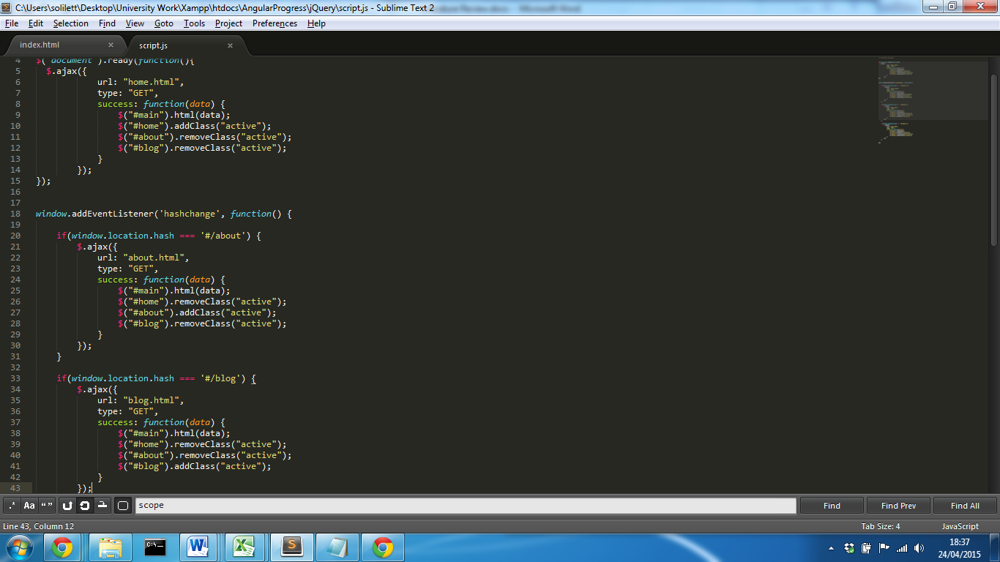 C:\Users\solilett\Desktop\University Work\Xampp\htdocs\AngularProgress\jQuery\script.js - Sublime Text 2
File Edit Selection Find View Goto Tools Project Preferences Help
index.html × script.js ×
4 $( document ).ready(function(){
5 $.ajax({
6 url: "home.html",
7 type: "GET",
8 success: function(data) {
9 $("#main").html(data);
10 $("#home").addClass("active");
11 $("#about").removeClass("active");
12 $("#blog").removeClass("active");
13 }
14 });
15 });
16
17
18 window.addEventListener('hashchange', function() {
19
20 if(window.location.hash === '#/about') {
21 $.ajax({
22 url: "about.html",
23 type: "GET",
24 success: function(data) {
25 $("#main").html(data);
26 $("#home").removeClass("active");
27 $("#about").addClass("active");
28 $("#blog").removeClass("active");
29 }
30 });
31 }
32
33 if(window.location.hash === '#/blog') {
34 $.ajax({
35 url: "blog.html",
36 type: "GET",
37 success: function(data) {
38 $("#main").html(data);
39 $("#home").removeClass("active");
40 $("#about").removeClass("active");
41 $("#blog").addClass("active");
42 }
43 });
.* Aa “” scope Find Find Prev Find All
Line 43, Column 12 Tab Size: 4 JavaScript
18:37
24/04/2015